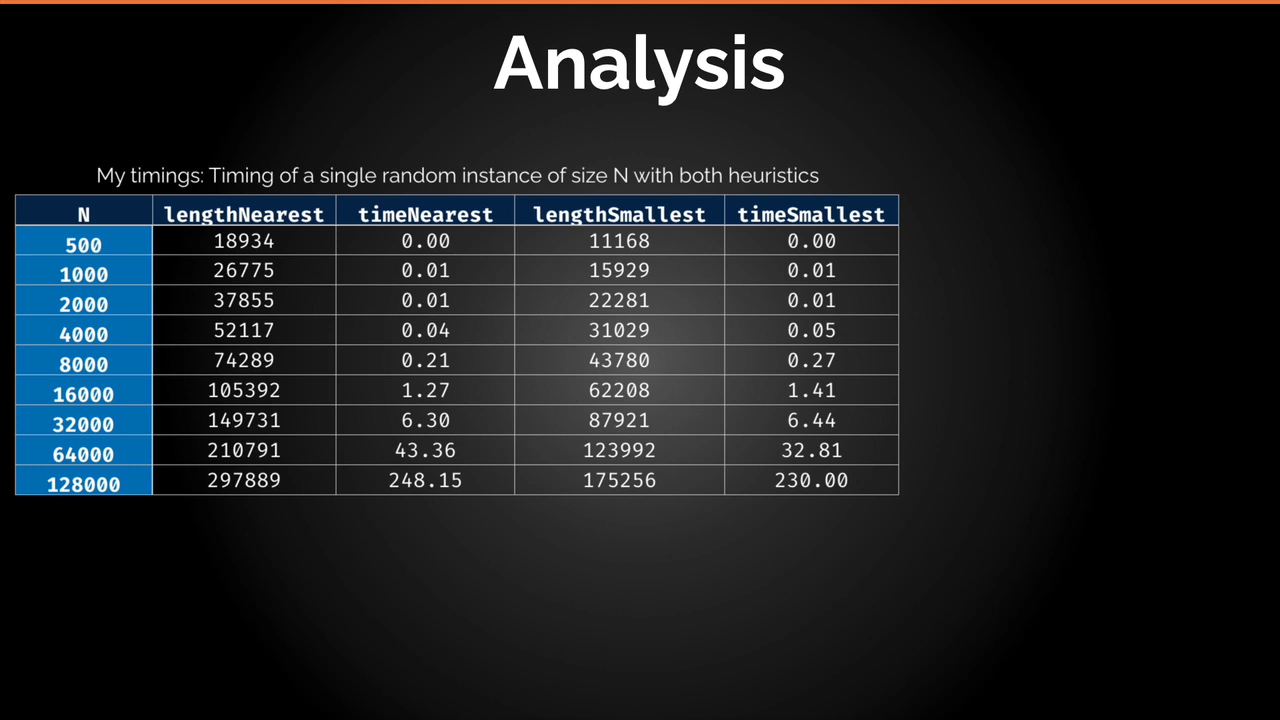 Analysis
My timings: Timing of a single random instance of size N with both heuristics
N lengthNearest timeNearest lengthSmallest timeSmallest
500 18934 0.00 11168 0.00
1000 26775 0.01 15929 0.01
2000 37855 0.01 22281 0.01
4000 52117 0.04 31029 0.05
8000 74289 0.21 43780 0.27
16000 105392 1.27 62208 1.41
32000 149731 6.30 87921 6.44
64000 210791 43.36 123992 32.81
128000 297889 248.15 175256 230.00